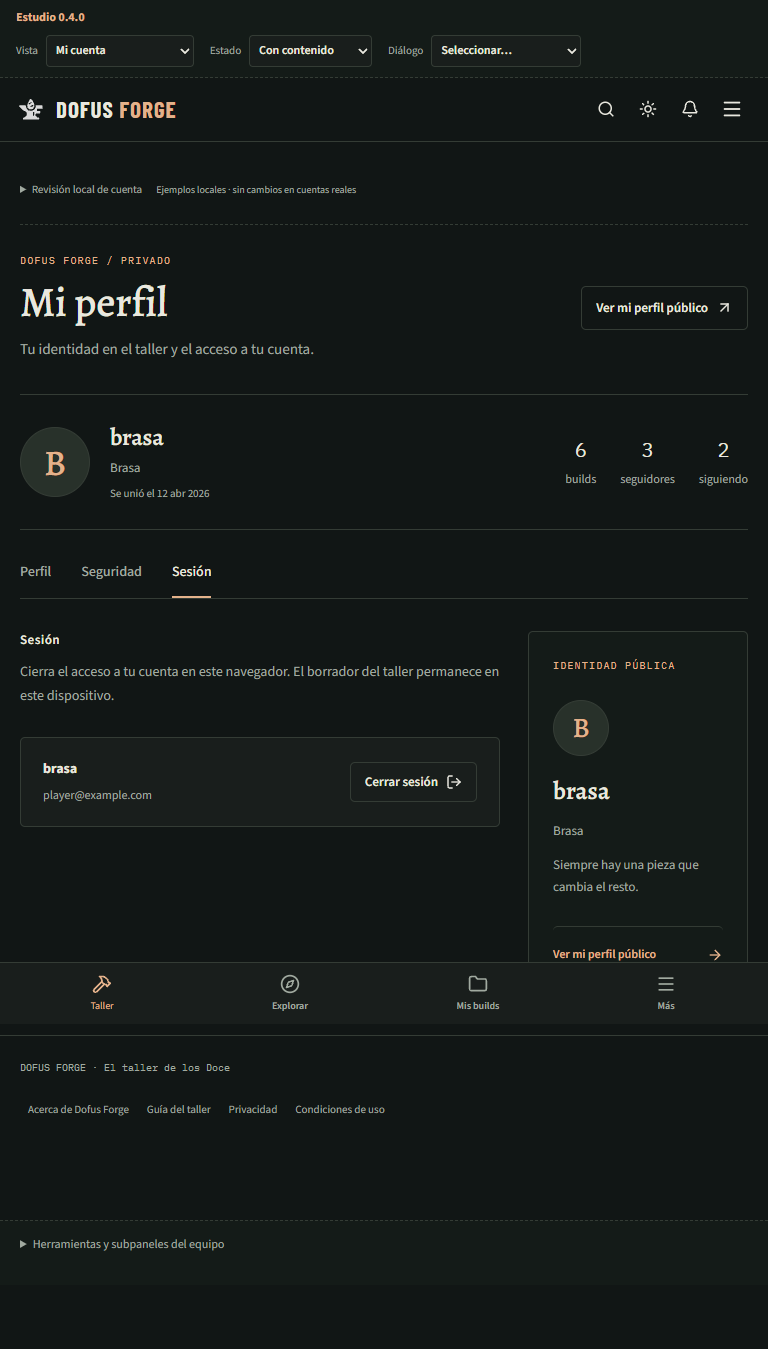 Estudio 0.4.0
Vista Mi cuenta Estado Con contenido Diálogo Seleccionar...
DOFUS FORGE
Revisión local de cuenta Ejemplos locales · sin cambios en cuentas reales
DOFUS FORGE / PRIVADO
Mi perfil
Ver mi perfil público
Tu identidad en el taller y el acceso a tu cuenta.
B
brasa
Brasa
Se unió el 12 abr 2026
6 3 2
builds seguidores siguiendo
Perfil Seguridad Sesión
Sesión
Cierra el acceso a tu cuenta en este navegador. El borrador del taller permanece en
este dispositivo.
brasa
player@example.com
Cerrar sesión
IDENTIDAD PÚBLICA
B
brasa
Brasa
Siempre hay una pieza que
cambia el resto.
Ver mi perfil público
Taller Explorar Mis builds Más
DOFUS FORGE · El taller de los Doce
Acerca de Dofus Forge Guía del taller Privacidad Condiciones de uso
Herramientas y subpaneles del equipo